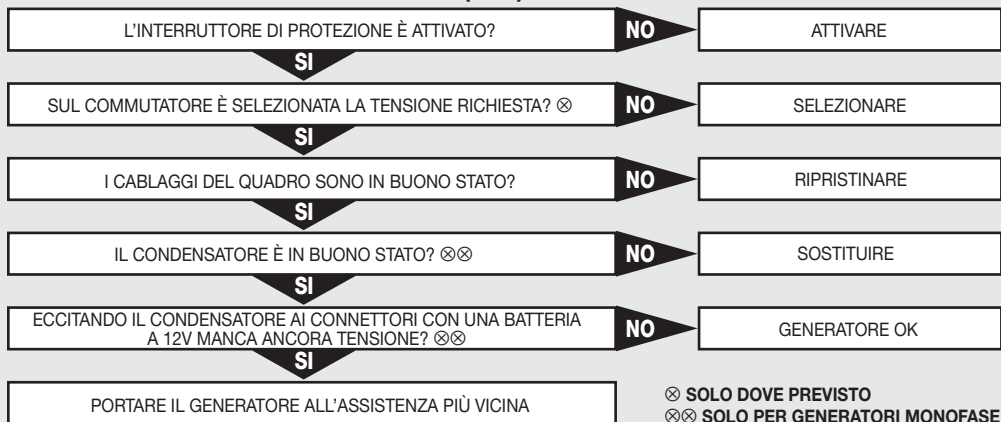 L'INTERRUTTORE DI PROTEZIONE È ATTIVATO?
NO
ATTIVARE
SI
SUL COMMUTATORE È SELEZIONATA LA TENSIONE RICHIESTA? ⊗
NO
SELEZIONARE
SI
I CABLAGGI DEL QUADRO SONO IN BUONO STATO?
NO
RIPRISTINARE
SI
IL CONDENSATORE È IN BUONO STATO? ⊗⊗
NO
SOSTITUIRE
SI
ECCITANDO IL CONDENSATORE AI CONNETTORI CON UNA BATTERIA
A 12V MANCA ANCORA TENSIONE? ⊗⊗
NO
GENERATORE OK
SI
PORTARE IL GENERATORE ALL'ASSISTENZA PIÙ VICINA
⊗ SOLO DOVE PREVISTO
⊗⊗ SOLO PER GENERATORI MONOFASE